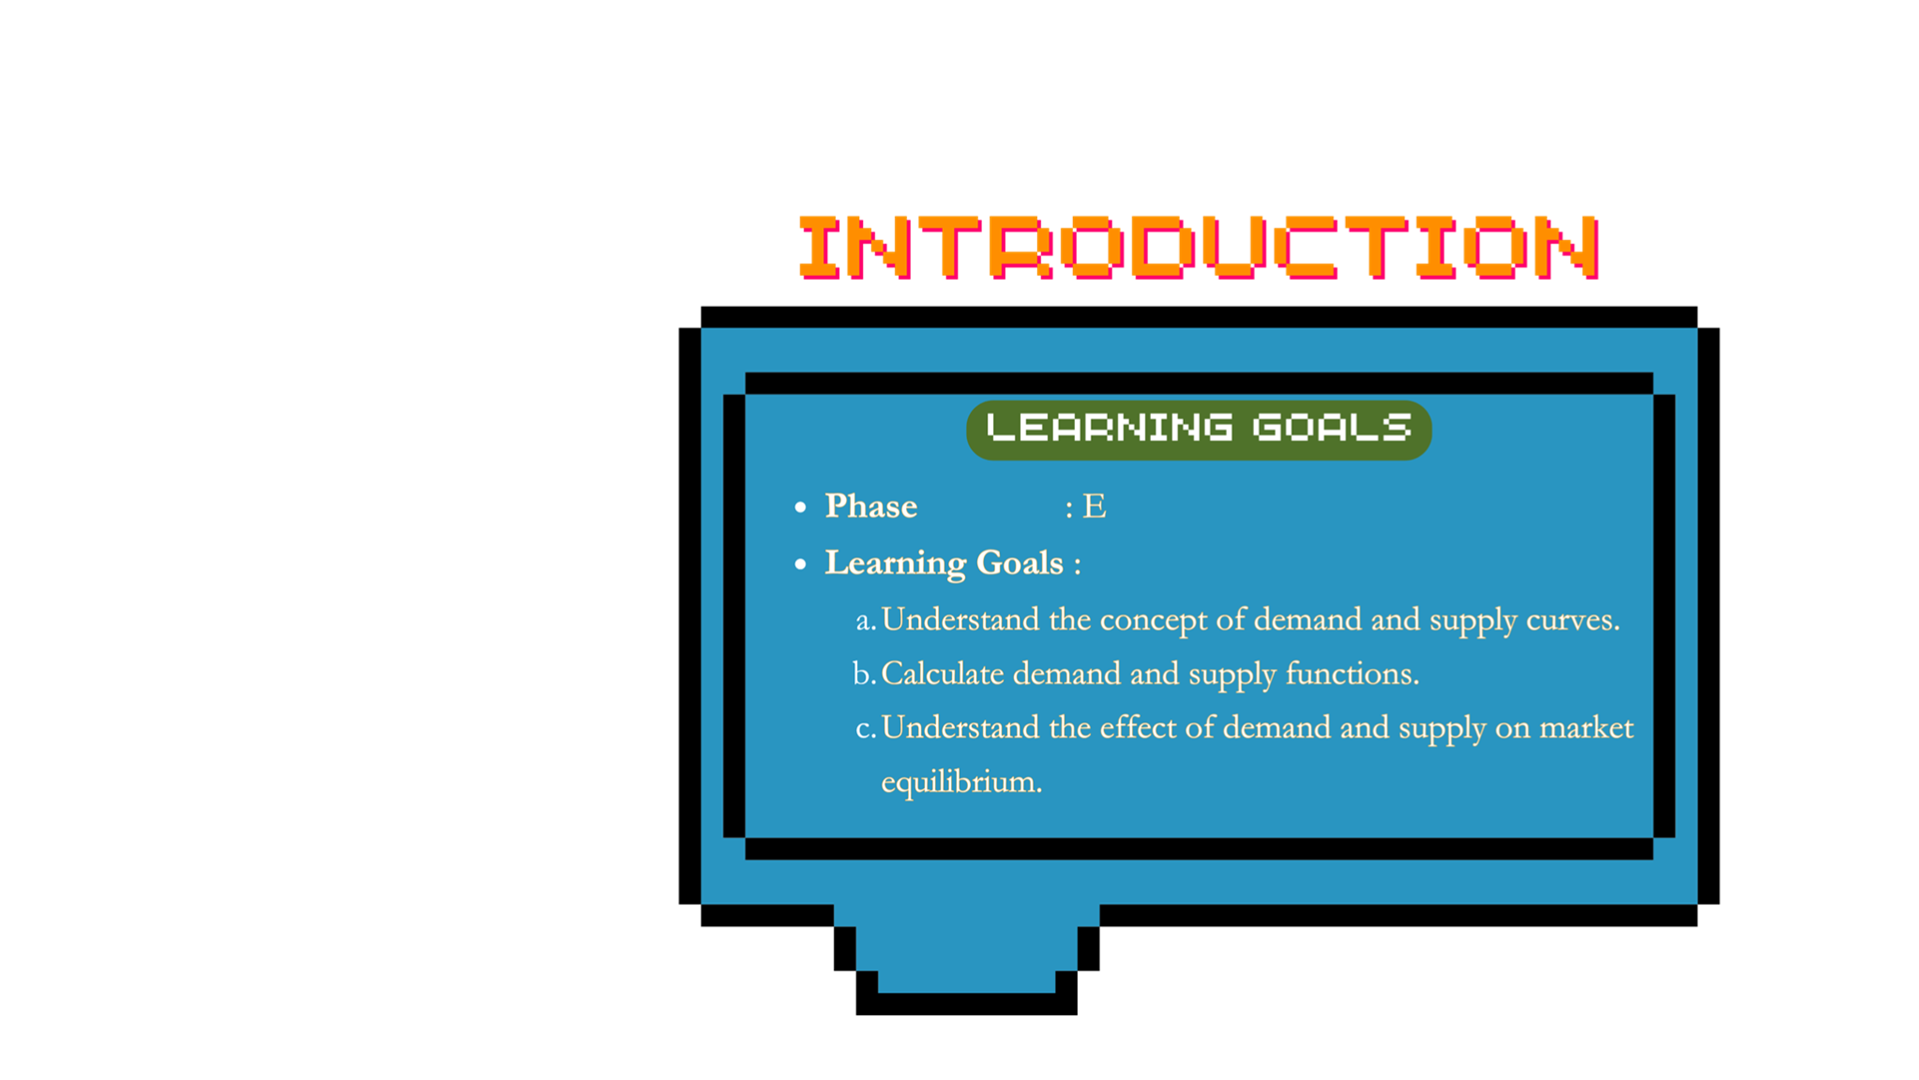 INTRODUCTION
LEARNING GOALS
• Phase : E
• Learning Goals :
a. Understand the concept of demand and supply curves.
b. Calculate demand and supply functions.
c. Understand the effect of demand and supply on market
equilibrium.